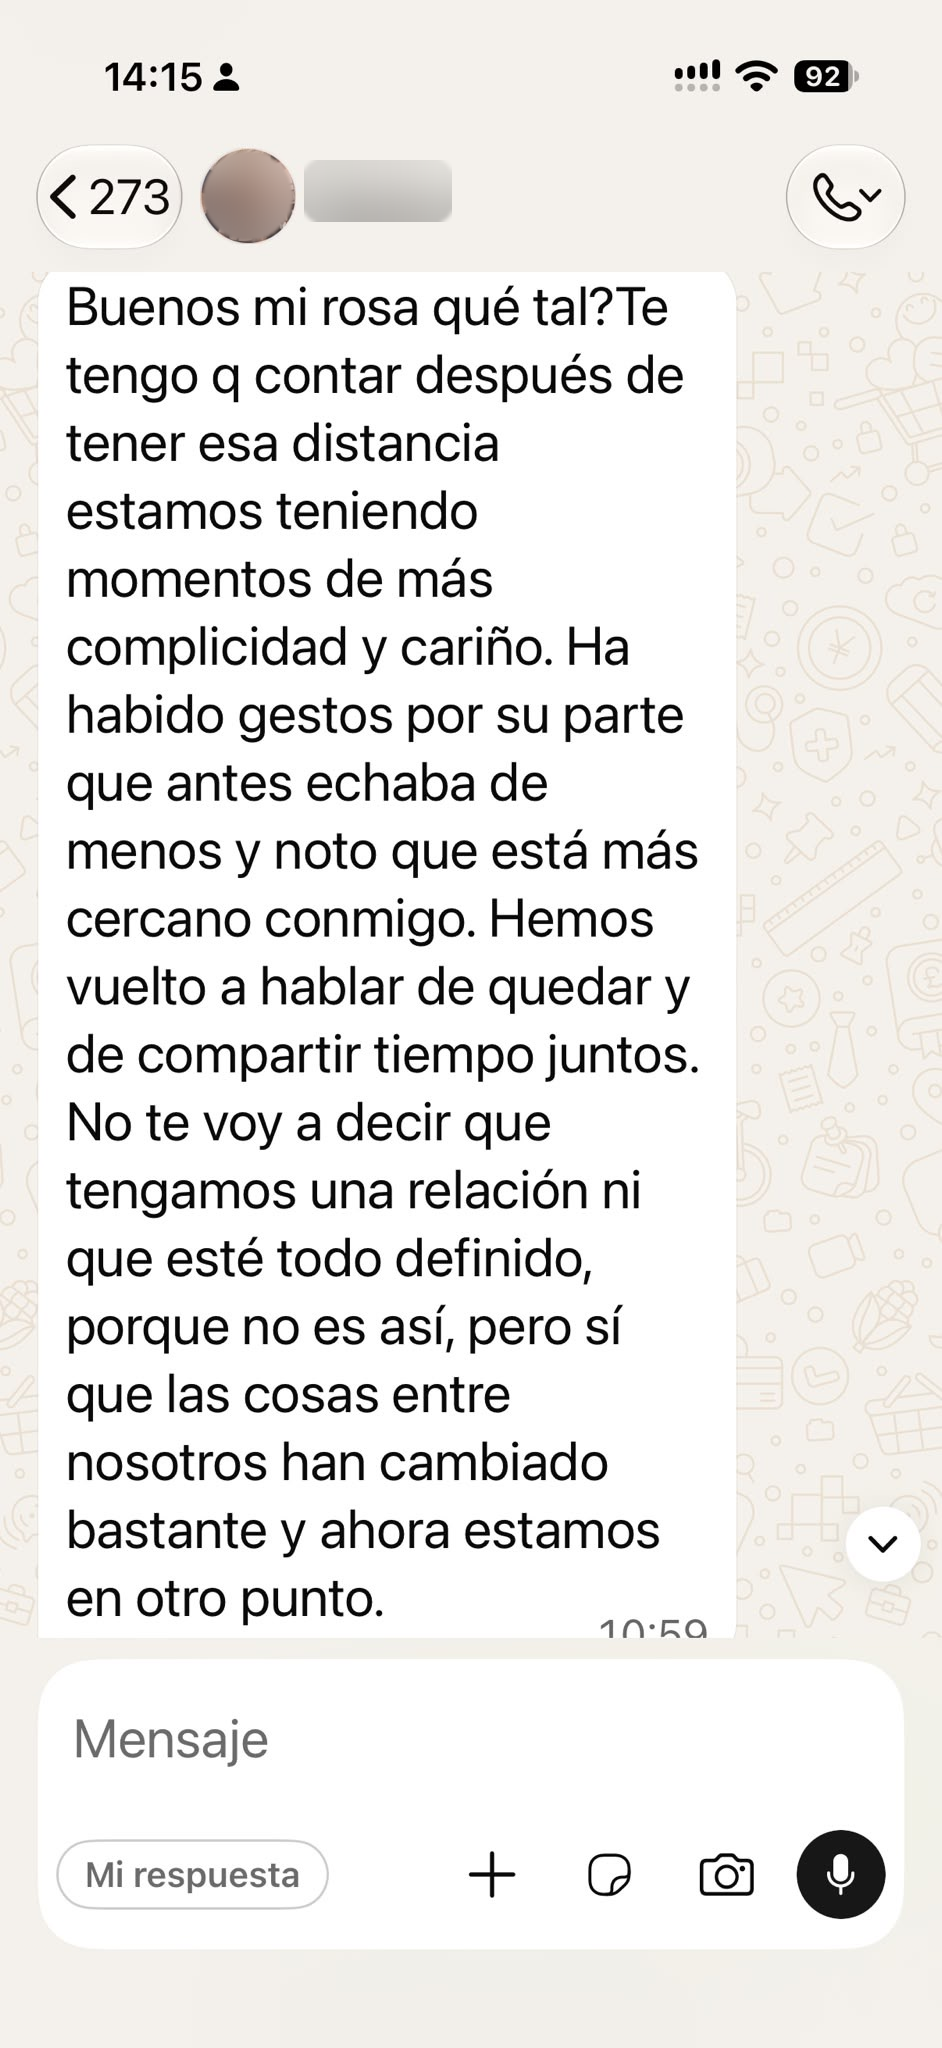 14:15
92
273
Buenos mi rosa qué tal?Te
tengo q contar después de
tener esa distancia
estamos teniendo
momentos de más
complicidad y cariño. Ha
habido gestos por su parte
que antes echaba de
menos y noto que está más
cercano conmigo. Hemos
vuelto a hablar de quedar y
de compartir tiempo juntos.
No te voy a decir que
tengamos una relación ni
que esté todo definido,
porque no es así, pero sí
que las cosas entre
nosotros han cambiado
bastante y ahora estamos
en otro punto.
10:59
Mensaje
Mi respuesta